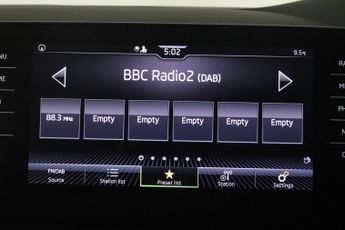 5:02
9.5°C
BBC Radio2 (DAB)
88.3 MHz Empty Empty Empty Empty Empty
FM/DAB Station list Preset list Station Settings
Source